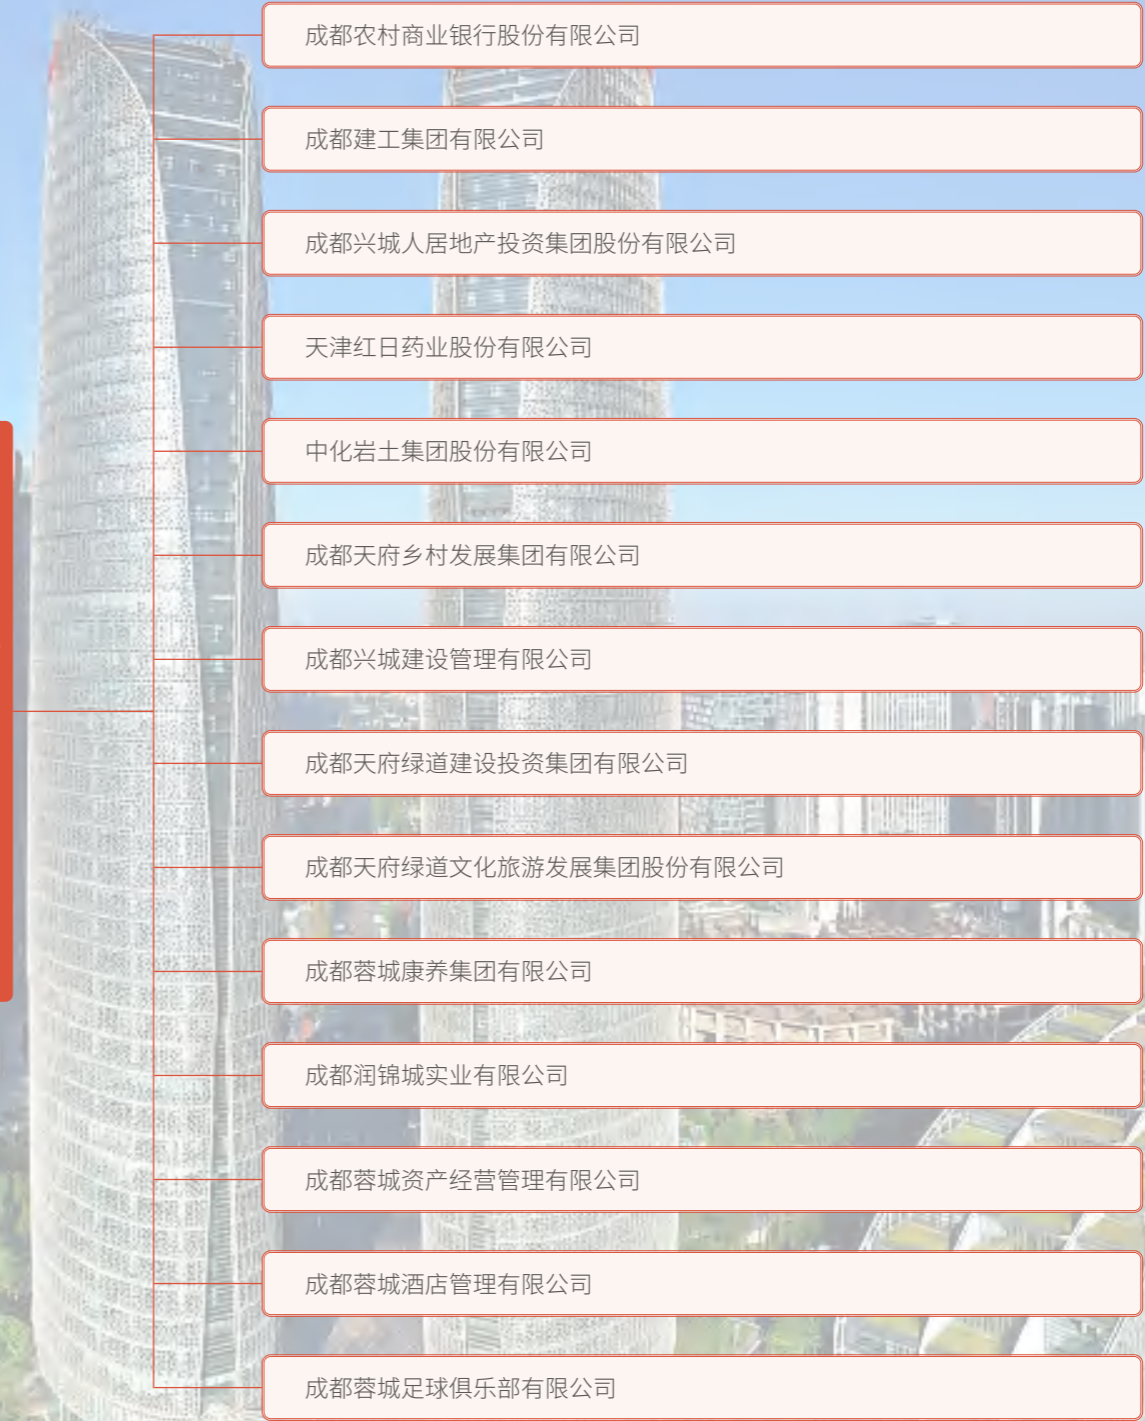 成都农村商业银行股份有限公司
成都建工集团有限公司
成都兴城人居地产投资集团股份有限公司
天津红日药业股份有限公司
中化岩土集团股份有限公司
成都天府乡村发展集团有限公司
成都兴城建设管理有限公司
成都天府绿道建设投资集团有限公司
成都天府绿道文化旅游发展集团股份有限公司
成都蓉城康养集团有限公司
成都润锦城实业有限公司
成都蓉城资产经营管理有限公司
成都蓉城酒店管理有限公司
成都蓉城足球俱乐部有限公司